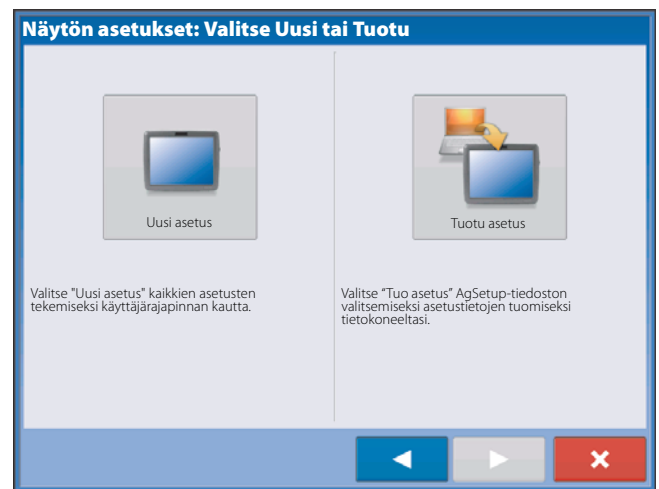 Näytön asetukset: Valitse Uusi tai Tuotu
Uusi asetus
Valitse "Uusi asetus" kaikkien asetusten
tekemiseksi käyttäjärajapinnan kautta.
Tuotu asetus
Valitse “Tuo asetus” AgSetup-tiedoston
valitsemiseksi asetustietojen tuomiseksi
tietokoneeltasi.